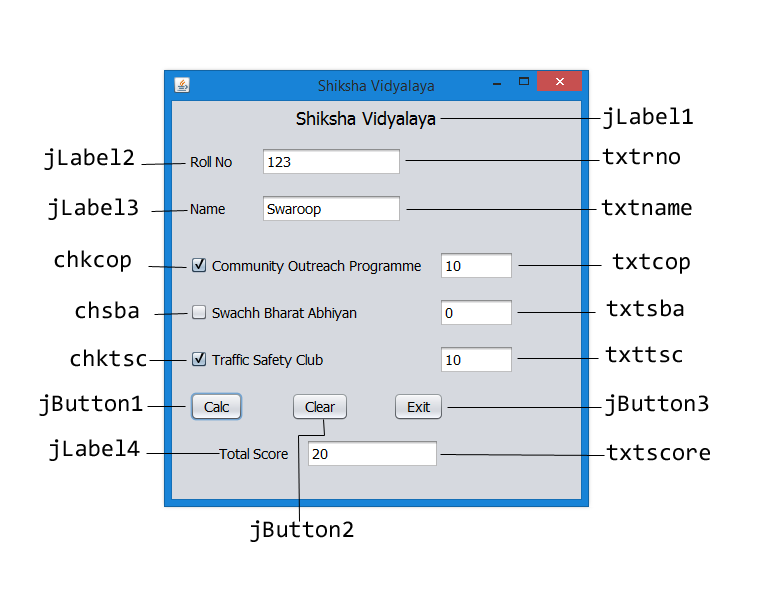 Shiksha Vidyalaya
Shiksha Vidyalaya jLabel1
jLabel2 Roll No 123 txtrno
jLabel3 Name Swaroop txtname
chkcop Community Outreach Programme 10 txtcop
chsba Swachh Bharat Abhiyan 0 txtsba
chktsc Traffic Safety Club 10 txttsc
jButton1 Calc Clear Exit jButton3
jLabel4 Total Score 20 txtscore
jButton2